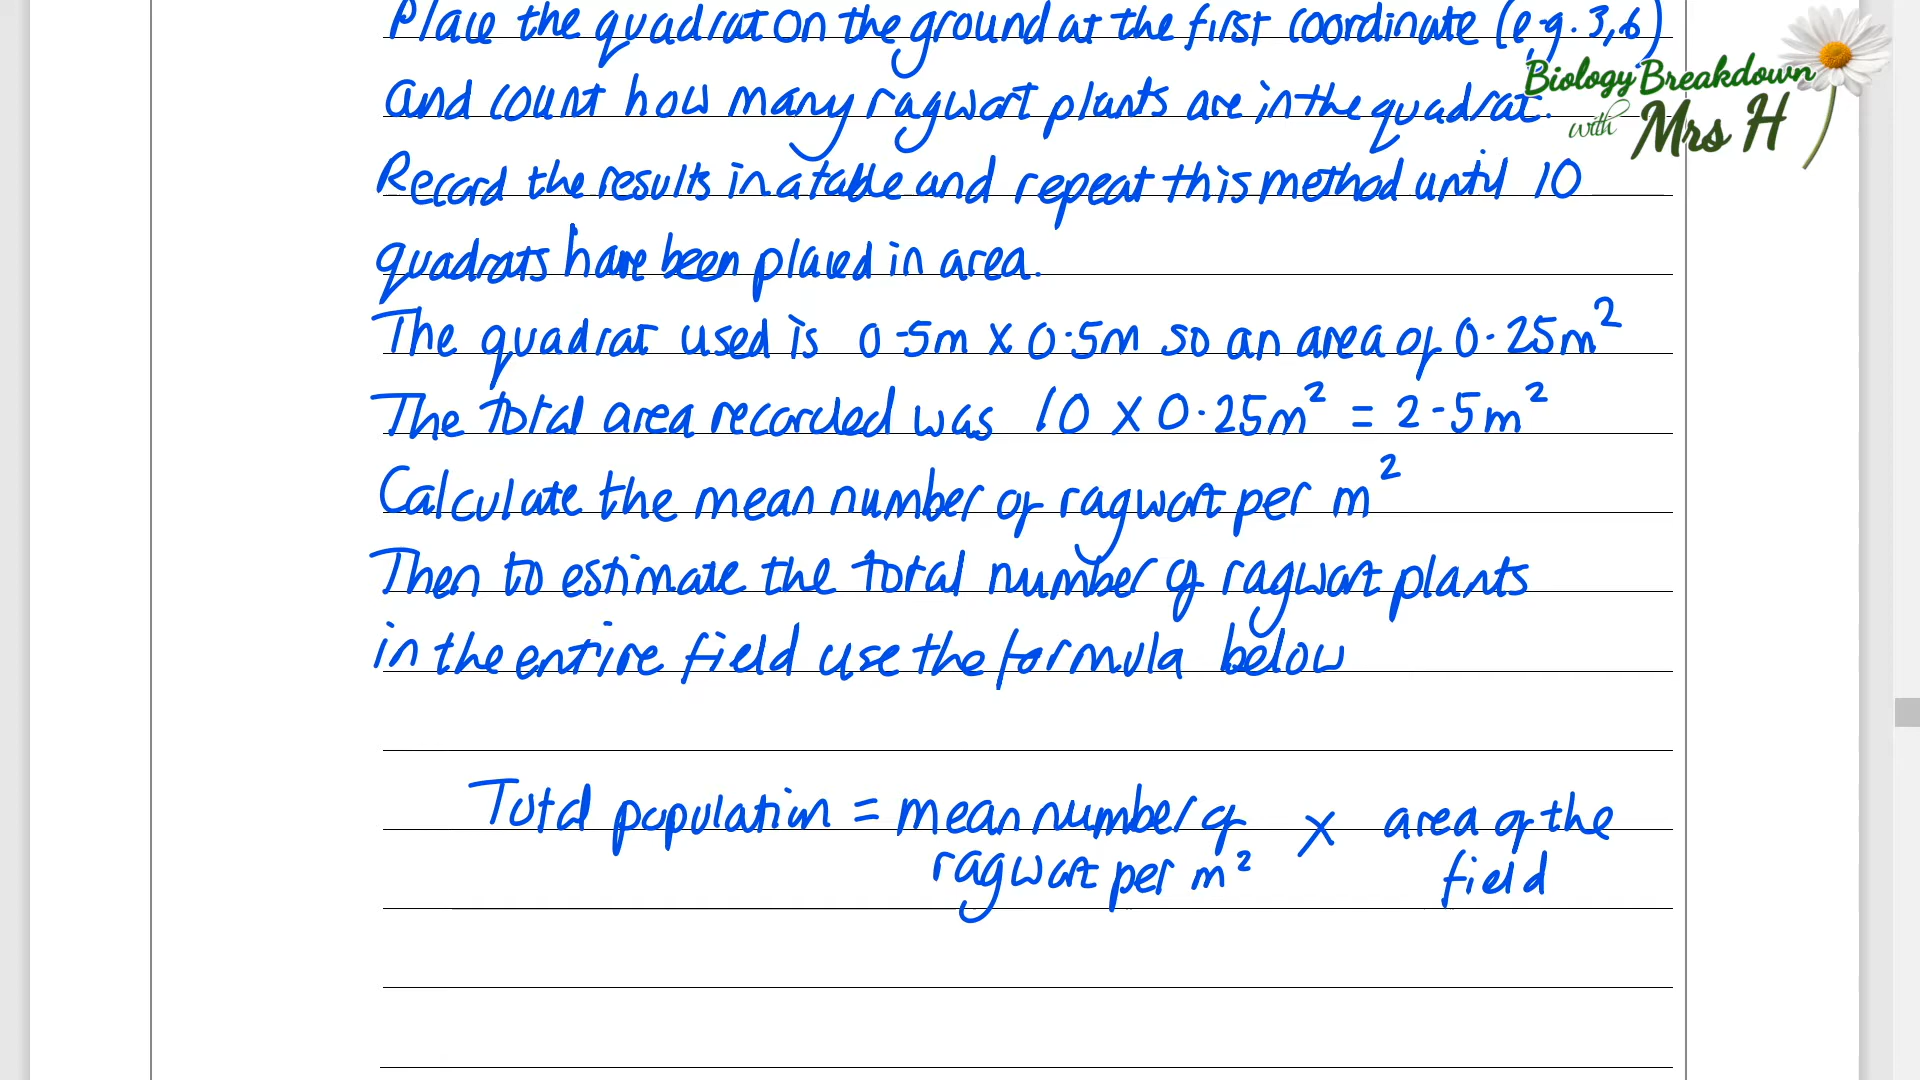 Place the quadrat on the ground at the first coordinate (e.g. 3,6)
and count how many ragwort plants are in the quadrat.
Record the results in a table and repeat this method until 10
quadrats have been placed in area.
The quadrat used is 0.5m x 0.5m so an area of 0.25m²
The total area recorded was 10 x 0.25m² = 2.5m²
Calculate the mean number of ragwort per m²
Then to estimate the total number of ragwort plants
in the entire field use the formula below
Total population = mean number of ragwort per m² x area of the field
Biology Breakdown
with Mrs H